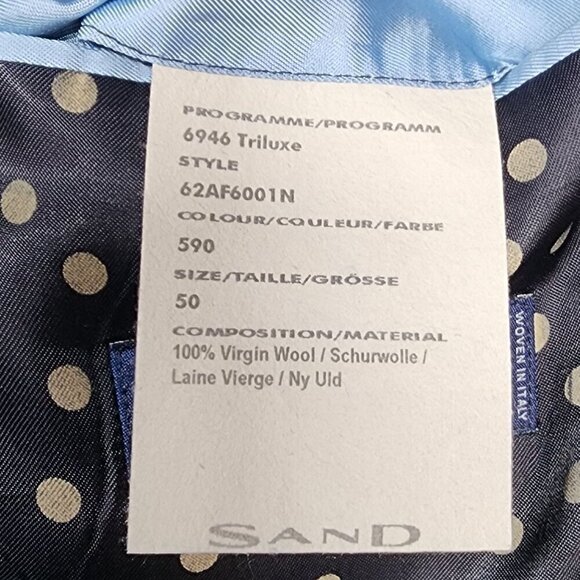 PROGRAMME/PROGRAMM
6946 Triluxe
STYLE
62AF6001N
COLOUR/COULEUR/FARBE
590
SIZE/TAILLE/GRÖSSE
50
COMPOSITION/MATERIAL
100% Virgin Wool / Schurwolle /
Laine Vierge / Ny Uld
SAND
WOVEN IN ITALY